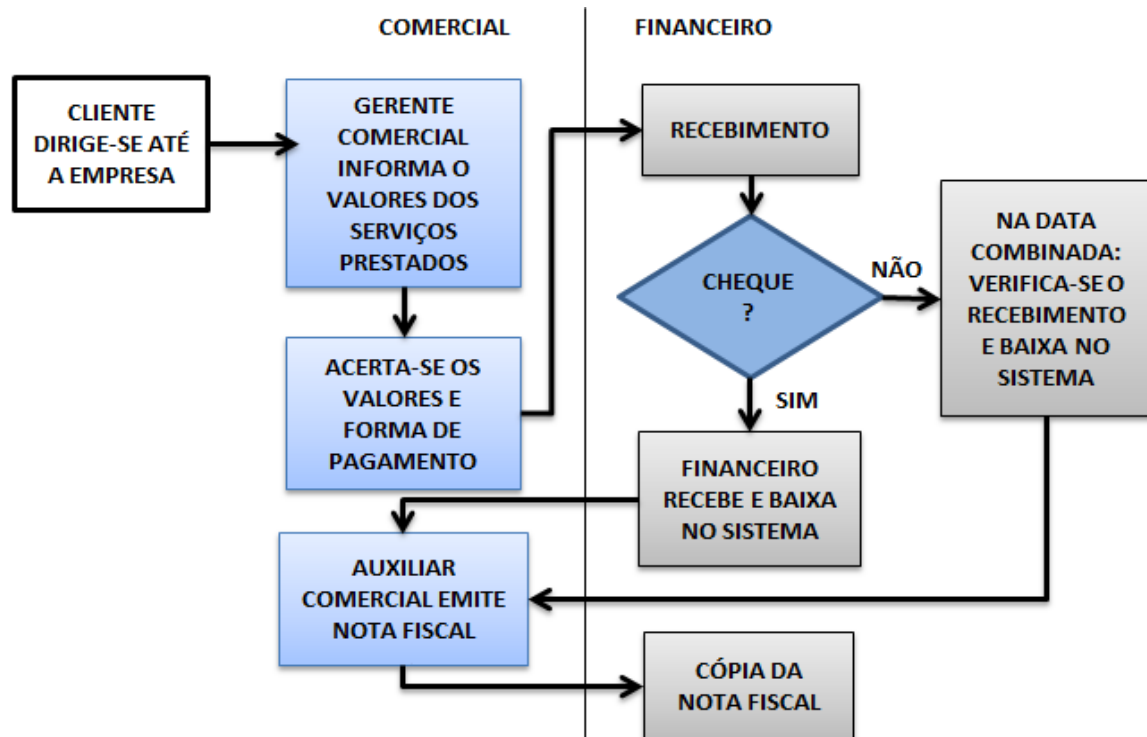 COMERCIAL
FINANCEIRO
CLIENTE
DIRIGE-SE ATÉ
A EMPRESA
GERENTE
COMERCIAL
INFORMA O
VALORES DOS
SERVIÇOS
PRESTADOS
ACERTA-SE OS
VALORES E
FORMA DE
PAGAMENTO
RECEBIMENTO
CHEQUE
?
NÃO
NA DATA
COMBINADA:
VERIFICA-SE O
RECEBIMENTO
E BAIXA NO
SISTEMA
SIM
FINANCEIRO
RECEBE E BAIXA
NO SISTEMA
AUXILIAR
COMERCIAL EMITE
NOTA FISCAL
CÓPIA DA
NOTA FISCAL